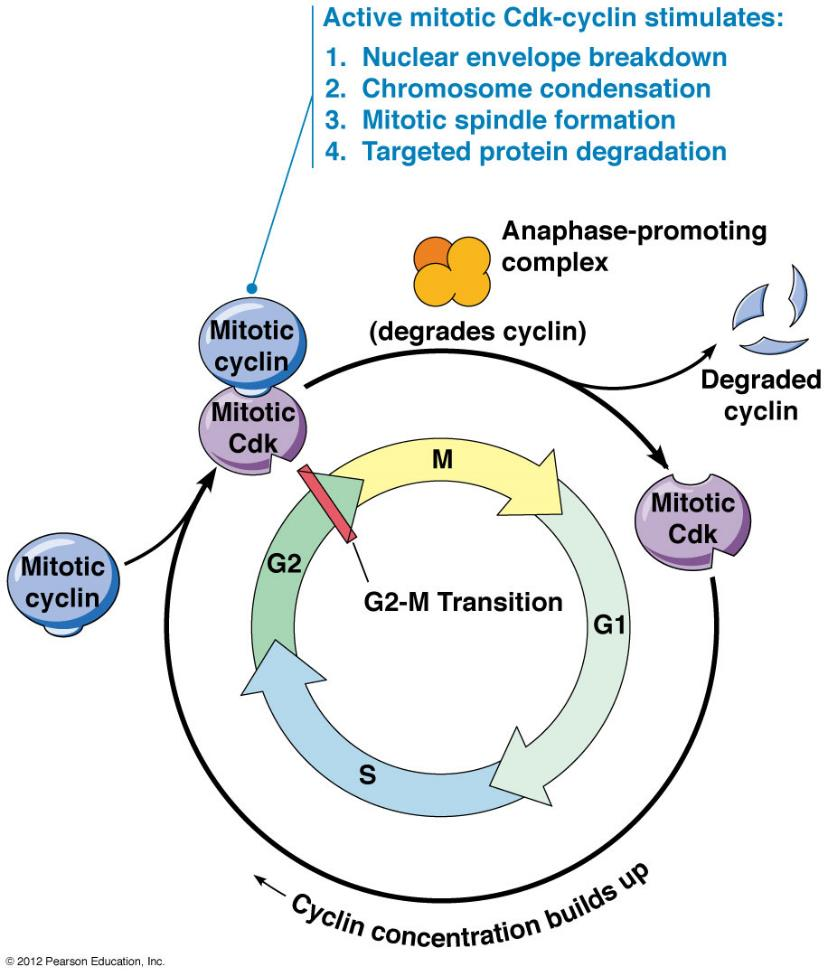 Active mitotic Cdk-cyclin stimulates:
1. Nuclear envelope breakdown
2. Chromosome condensation
3. Mitotic spindle formation
4. Targeted protein degradation
Anaphase-promoting
complex
(degrades cyclin)
Mitotic
cyclin
Mitotic
Cdk
Degraded
cyclin
M
Mitotic
Cdk
G2
Mitotic
cyclin
G2-M Transition
G1
S
Cyclin concentration builds up
© 2012 Pearson Education, Inc.